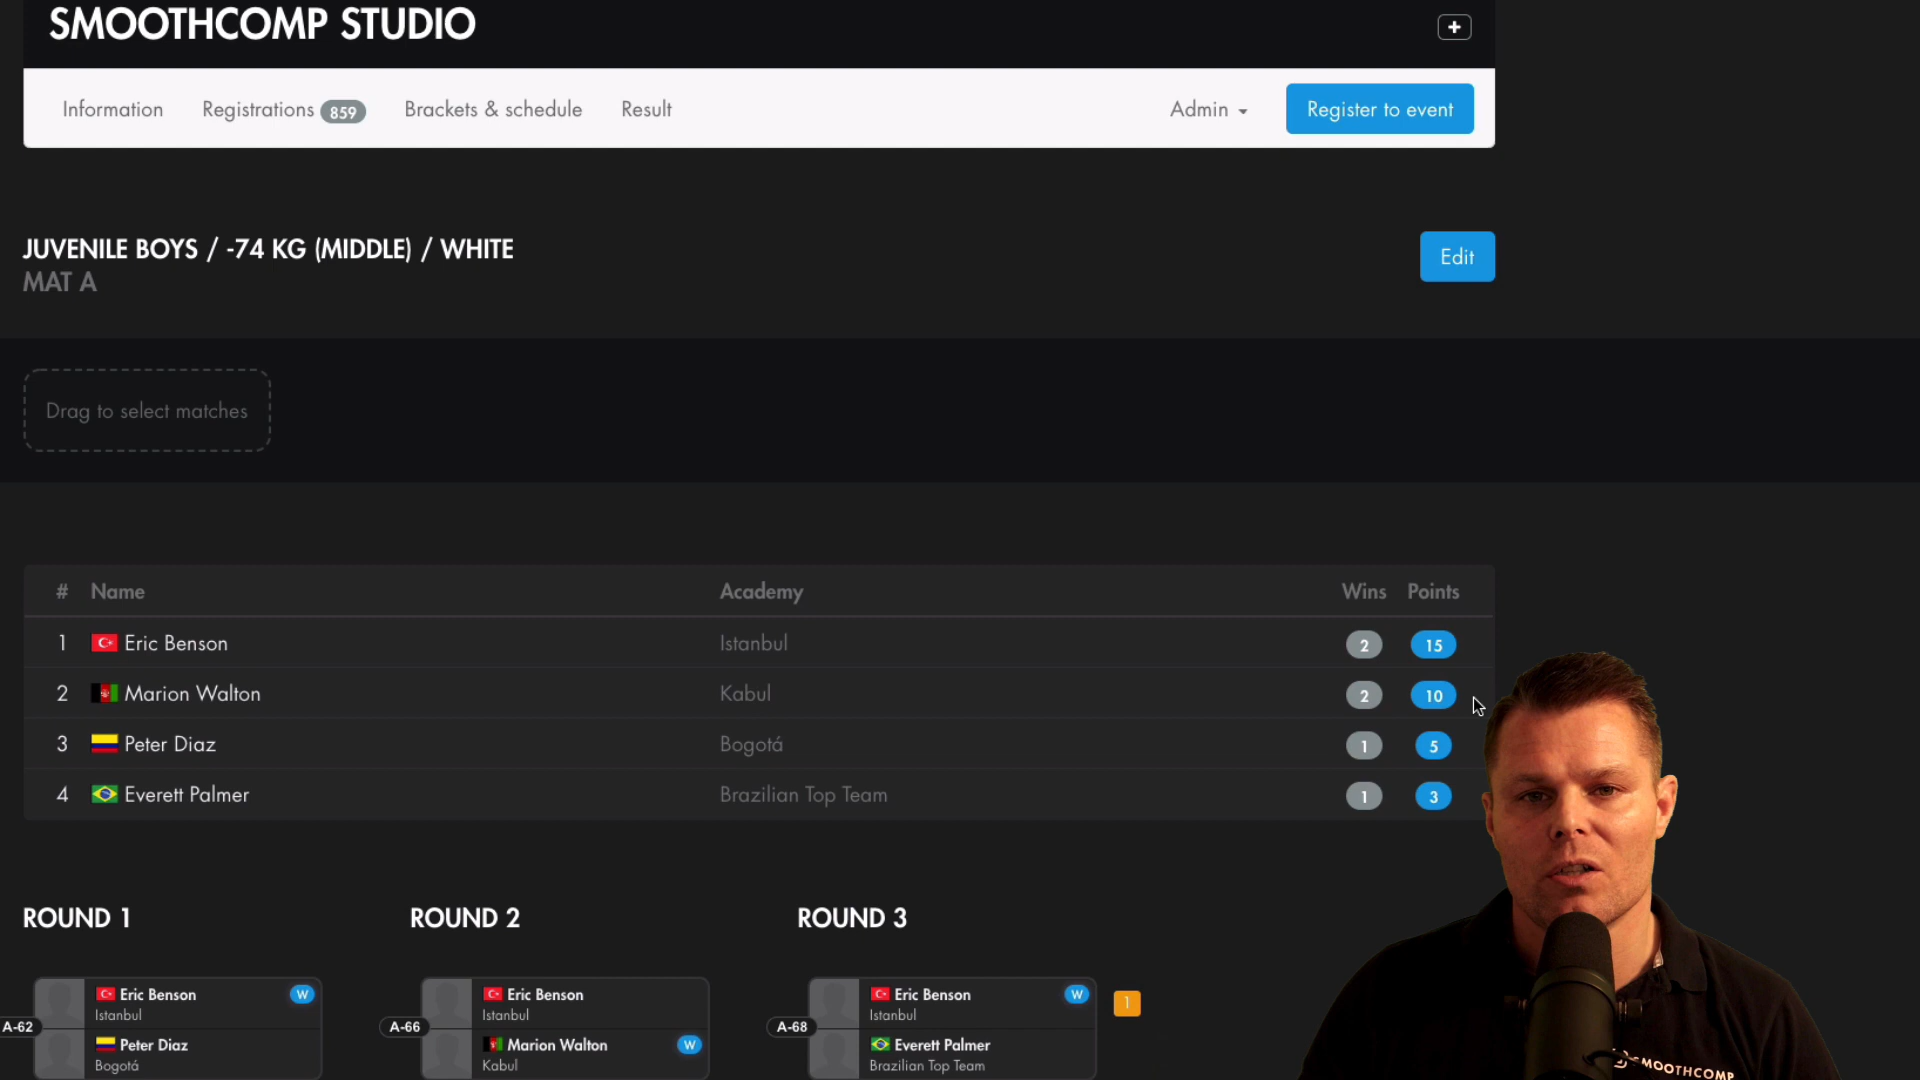 SMOOTHCOMP STUDIO
Information
Registrations 859
Brackets & schedule
Result
Admin
Register to event
JUVENILE BOYS / -74 KG (MIDDLE) / WHITE
MAT A
Edit
Drag to select matches
# Name Academy Wins Points
1 Eric Benson Istanbul 2 15
2 Marion Walton Kabul 2 10
3 Peter Diaz Bogotá 1 5
4 Everett Palmer Brazilian Top Team 1 3
ROUND 1
A-62
Eric Benson W
Istanbul
Peter Diaz
Bogotá
ROUND 2
A-66
Eric Benson
Istanbul
Marion Walton W
Kabul
ROUND 3
A-68
Eric Benson W
Istanbul
Everett Palmer
Brazilian Top Team
1
SMOOTHCOMP